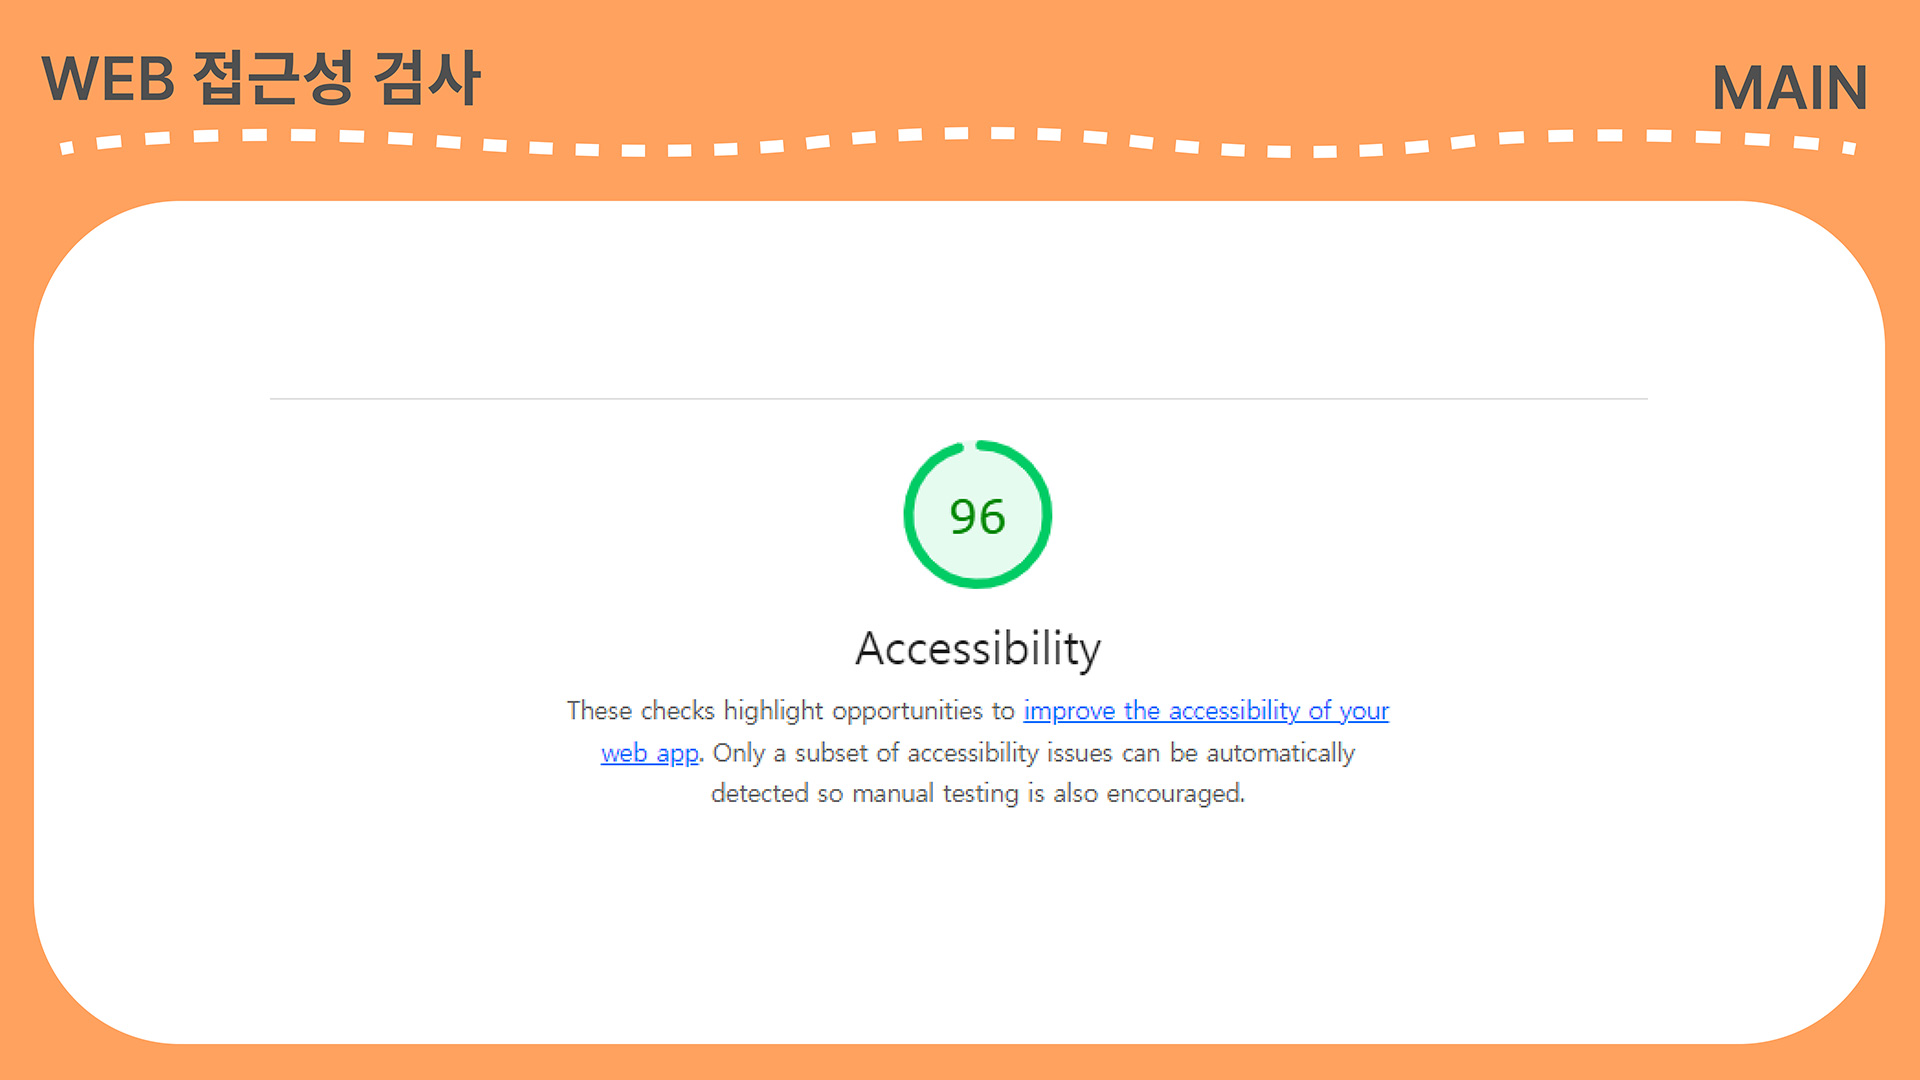 WEB 접근성 검사
MAIN
96
Accessibility
These checks highlight opportunities to improve the accessibility of your
web app. Only a subset of accessibility issues can be automatically
detected so manual testing is also encouraged.